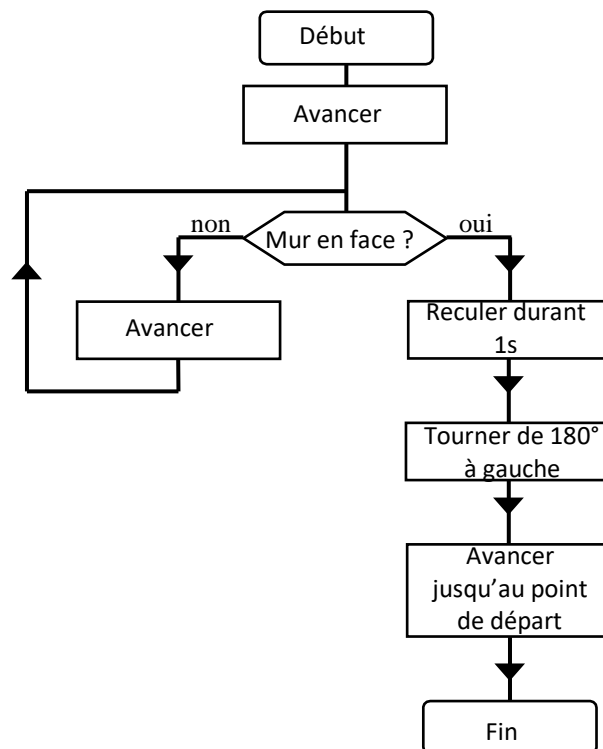 Début
Avancer
non
Mur en face ?
oui
Avancer
Reculer durant
1s
Tourner de 180°
à gauche
Avancer
jusqu'au point
de départ
Fin